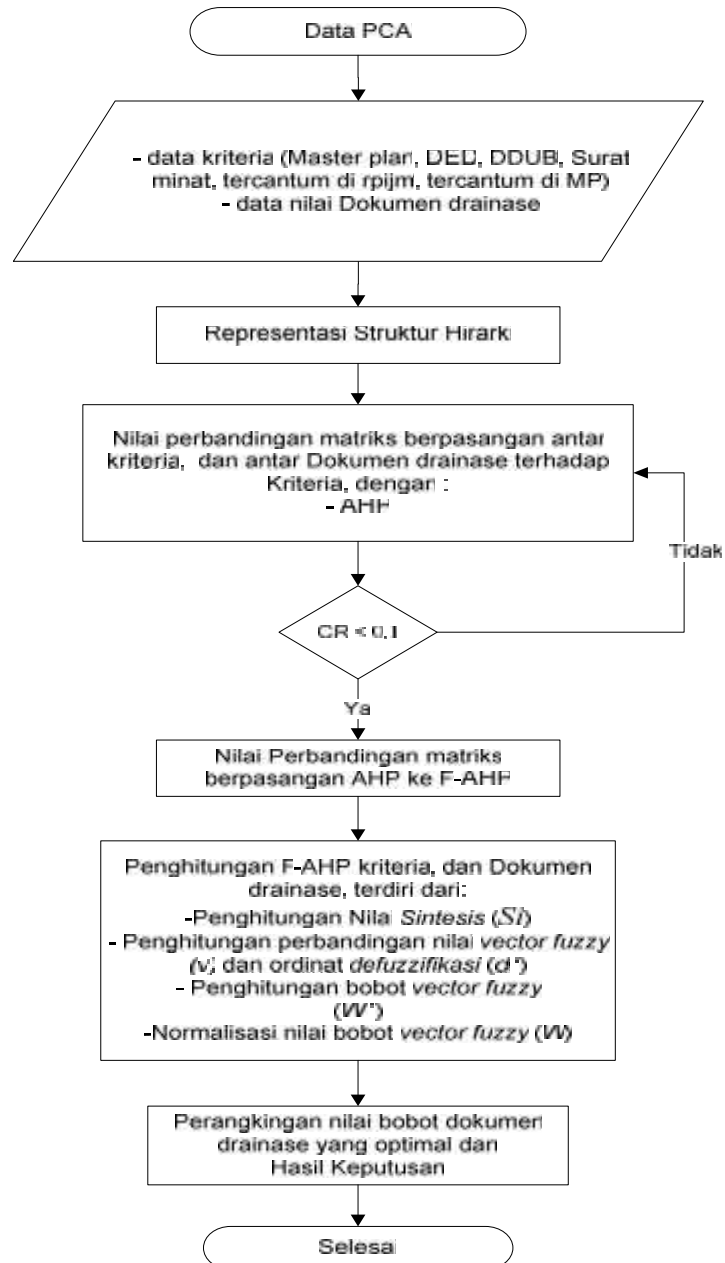 Data PCA
- data kriteria (Master plan, DED, DDUB, Surat
minat, tercantum di rpijm, tercantum di MP)
- data nilai Dokumen drainase
Representasi Struktur Hirarki
Nilai perbandingan matriks berpasangan antar
kriteria, dan antar Dokumen drainase terhadap
Kriteria, dengan :
- AHP
Tidak
CR < 0,1
Ya
Nilai Perbandingan matriks
berpasangan AHP ke F-AHP
Penghitungan F-AHP kriteria, dan Dokumen
drainase, terdiri dari:
-Penghitungan Nilai Sintesis (Si)
- Penghitungan perbandingan nilai vector fuzzy
(v) dan ordinat defuzzifikasi (d')
- Penghitungan bobot vector fuzzy
(W')
-Normalisasi nilai bobot vector fuzzy (W)
Perangkingan nilai bobot dokumen
drainase yang optimal dan
Hasil Keputusan
Selesai